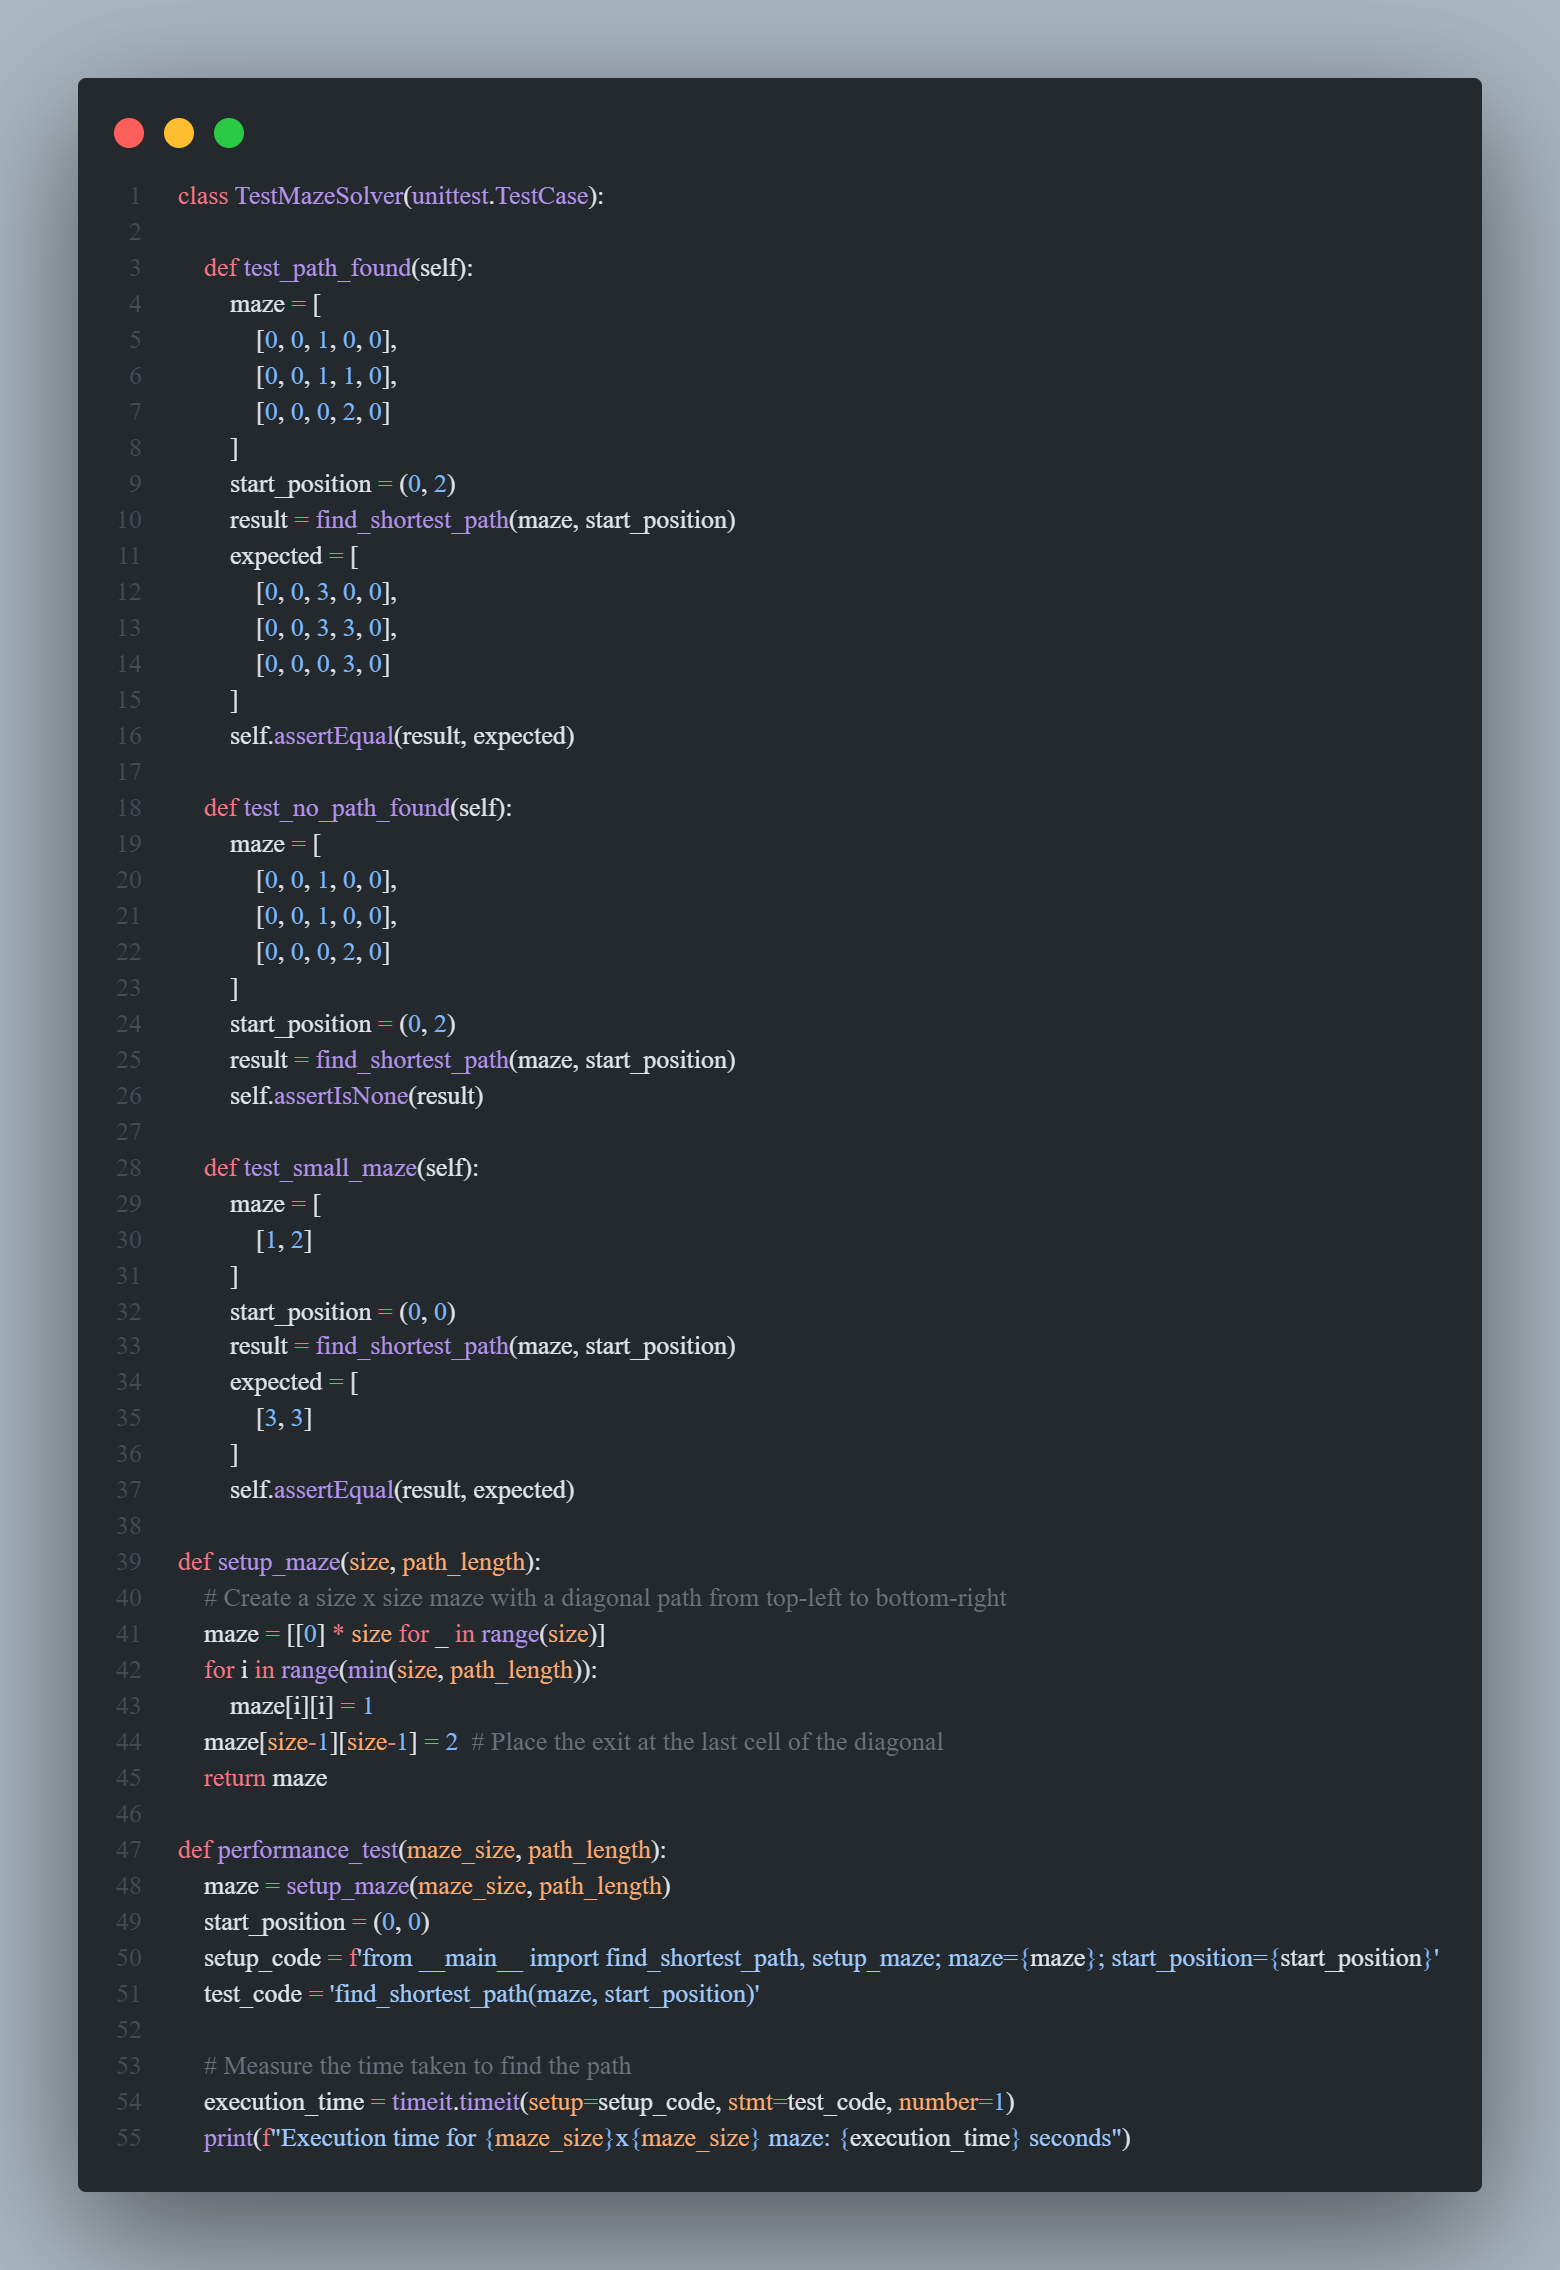 1 class TestMazeSolver(unittest.TestCase):
2
3     def test_path_found(self):
4         maze = [
5             [0, 0, 1, 0, 0],
6             [0, 0, 1, 1, 0],
7             [0, 0, 0, 2, 0]
8         ]
9         start_position = (0, 2)
10         result = find_shortest_path(maze, start_position)
11         expected = [
12             [0, 0, 3, 0, 0],
13             [0, 0, 3, 3, 0],
14             [0, 0, 0, 3, 0]
15         ]
16         self.assertEqual(result, expected)
17
18     def test_no_path_found(self):
19         maze = [
20             [0, 0, 1, 0, 0],
21             [0, 0, 1, 0, 0],
22             [0, 0, 0, 2, 0]
23         ]
24         start_position = (0, 2)
25         result = find_shortest_path(maze, start_position)
26         self.assertIsNone(result)
27
28     def test_small_maze(self):
29         maze = [
30             [1, 2]
31         ]
32         start_position = (0, 0)
33         result = find_shortest_path(maze, start_position)
34         expected = [
35             [3, 3]
36         ]
37         self.assertEqual(result, expected)
38
39 def setup_maze(size, path_length):
40     # Create a size x size maze with a diagonal path from top-left to bottom-right
41     maze = [[0] * size for _ in range(size)]
42     for i in range(min(size, path_length)):
43         maze[i][i] = 1
44     maze[size-1][size-1] = 2  # Place the exit at the last cell of the diagonal
45     return maze
46
47 def performance_test(maze_size, path_length):
48     maze = setup_maze(maze_size, path_length)
49     start_position = (0, 0)
50     setup_code = f'from __main__ import find_shortest_path, setup_maze; maze={maze}; start_position={start_position}'
51     test_code = 'find_shortest_path(maze, start_position)'
52
53     # Measure the time taken to find the path
54     execution_time = timeit.timeit(setup=setup_code, stmt=test_code, number=1)
55     print(f"Execution time for {maze_size}x{maze_size} maze: {execution_time} seconds")